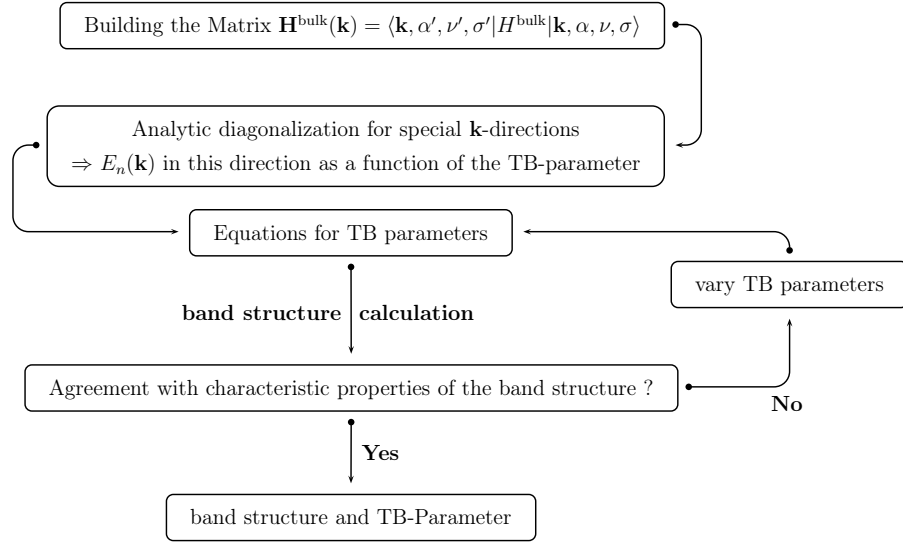 Building the Matrix H^bulk(k) = ⟨k, α′, ν′, σ′|H^bulk|k, α, ν, σ⟩
Analytic diagonalization for special k-directions
⇒ E_n(k) in this direction as a function of the TB-parameter
Equations for TB parameters
vary TB parameters
band structure calculation
Agreement with characteristic properties of the band structure ?
No
Yes
band structure and TB-Parameter